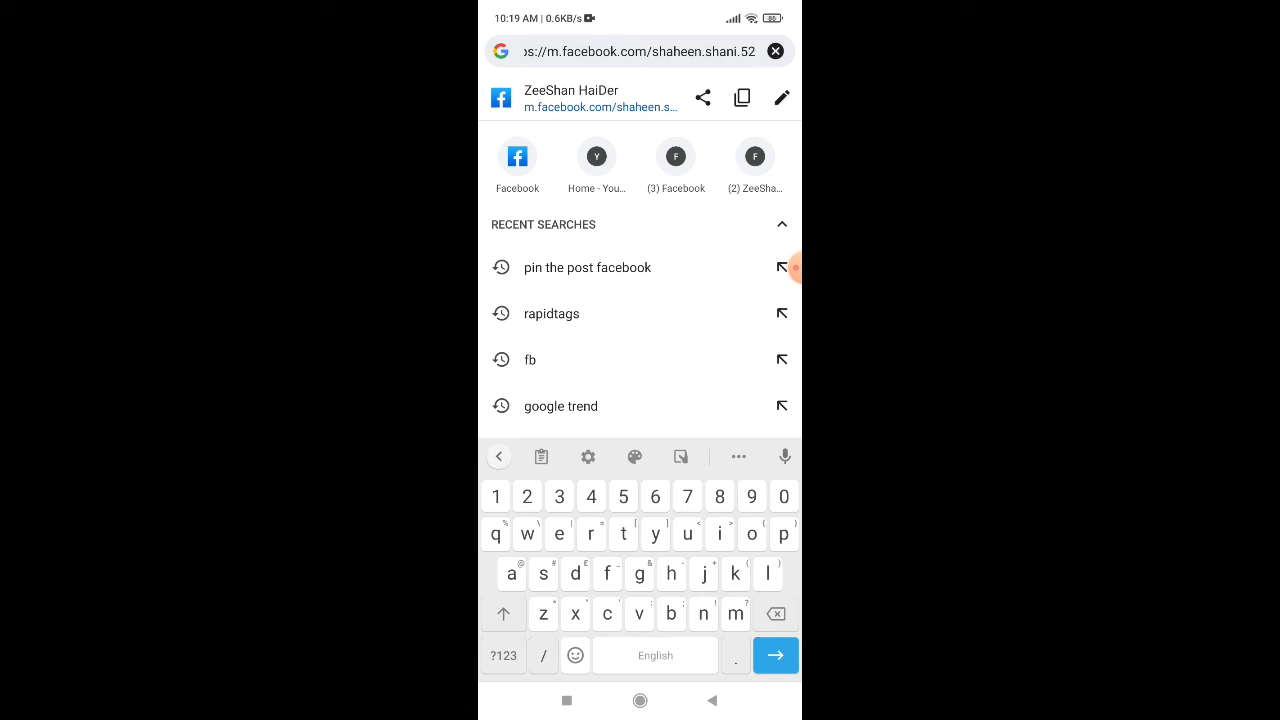 10:19 AM | 0.6KB/s
86
ps://m.facebook.com/shaheen.shani.52
ZeeShan HaiDer
m.facebook.com/shaheen.s...
Y
F
F
Facebook
Home - You...
(3) Facebook
(2) ZeeSha...
RECENT SEARCHES
pin the post facebook
rapidtags
fb
google trend
1 2 3 4 5 6 7 8 9 0
% \ | = [ ] < > { }
q w e r t y u i o p
@ # £ _ & - + ( )
a s d f g h j k l
* " ' : ; ! ?
z x c v b n m
?123 / English .